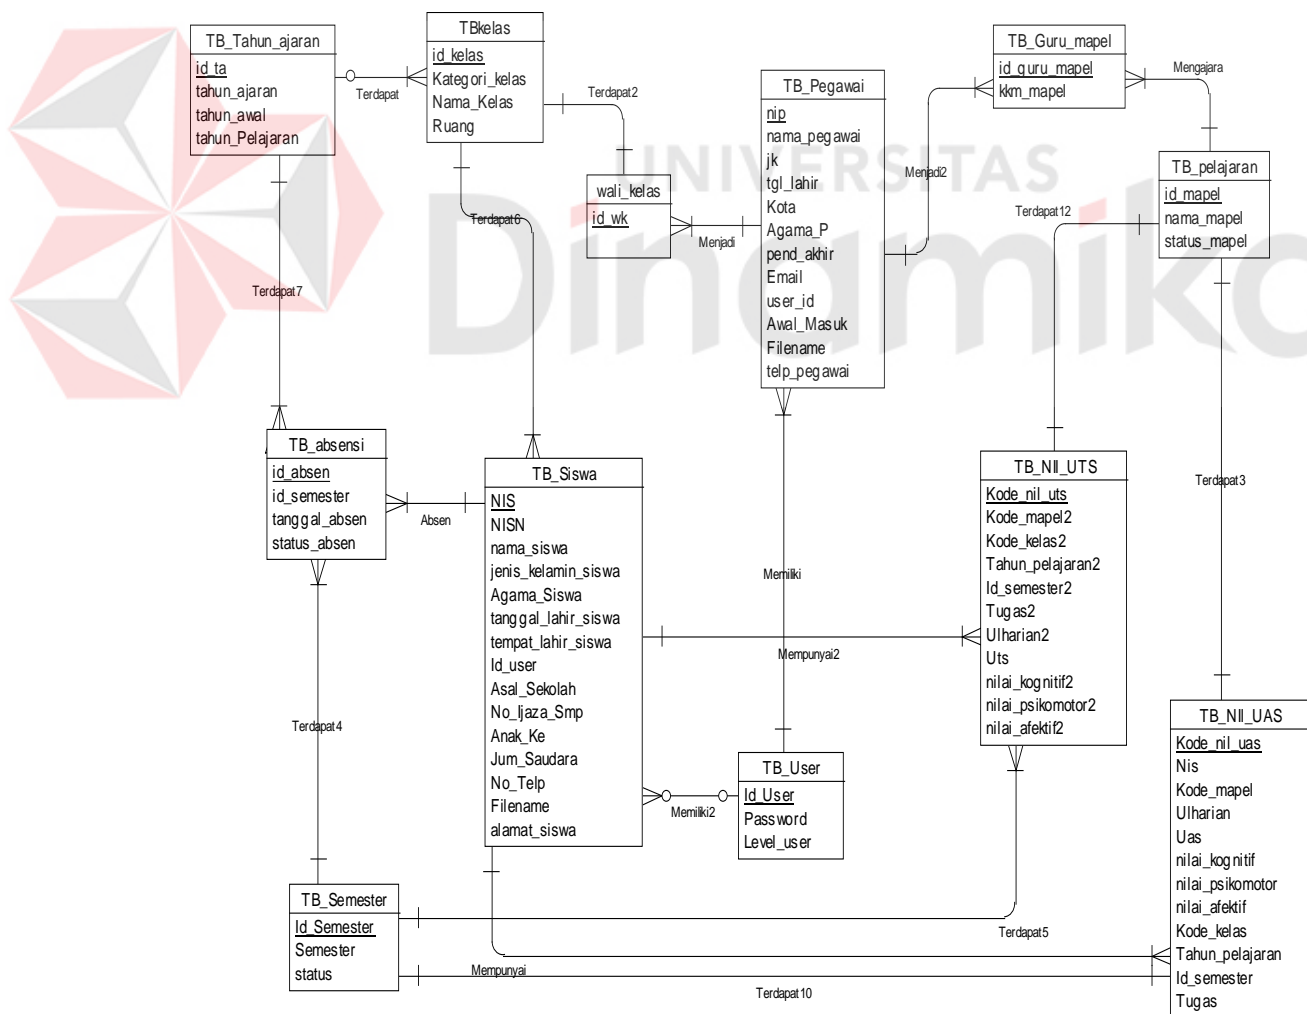 TB_Tahun_ajaran
id_ta
tahun_ajaran
tahun_awal
tahun_Pelajaran
Terdapat
TBkelas
id_kelas
Kategori_kelas
Nama_Kelas
Ruang
Terdapat2
wali_kelas
id_wk
Menjadi
TB_Pegawai
nip
nama_pegawai
jk
tgl_lahir
Kota
Agama_P
pend_akhir
Email
user_id
Awal_Masuk
Filename
telp_pegawai
Menjadi2
TB_Guru_mapel
id_guru_mapel
kkm_mapel
Mengajara
TB_pelajaran
id_mapel
nama_mapel
status_mapel
Terdapat12
UNIVERSITAS
Dinamika
Terdapat6
Terdapat7
TB_absensi
id_absen
id_semester
tanggal_absen
status_absen
Absen
TB_Siswa
NIS
NISN
nama_siswa
jenis_kelamin_siswa
Agama_Siswa
tanggal_lahir_siswa
tempat_lahir_siswa
Id_user
Asal_Sekolah
No_Ijaza_Smp
Anak_Ke
Jum_Saudara
No_Telp
Filename
alamat_siswa
Memiliki
Mempunyai2
TB_NIl_UTS
Kode_nil_uts
Kode_mapel2
Kode_kelas2
Tahun_pelajaran2
Id_semester2
Tugas2
Ulharian2
Uts
nilai_kognitif2
nilai_psikomotor2
nilai_afektif2
Terdapat3
Terdapat4
Memiliki2
TB_User
Id_User
Password
Level_user
TB_NIl_UAS
Kode_nil_uas
Nis
Kode_mapel
Ulharian
Uas
nilai_kognitif
nilai_psikomotor
nilai_afektif
Kode_kelas
Tahun_pelajaran
Id_semester
Tugas
TB_Semester
Id_Semester
Semester
status
Terdapat5
Mempunyai
Terdapat10